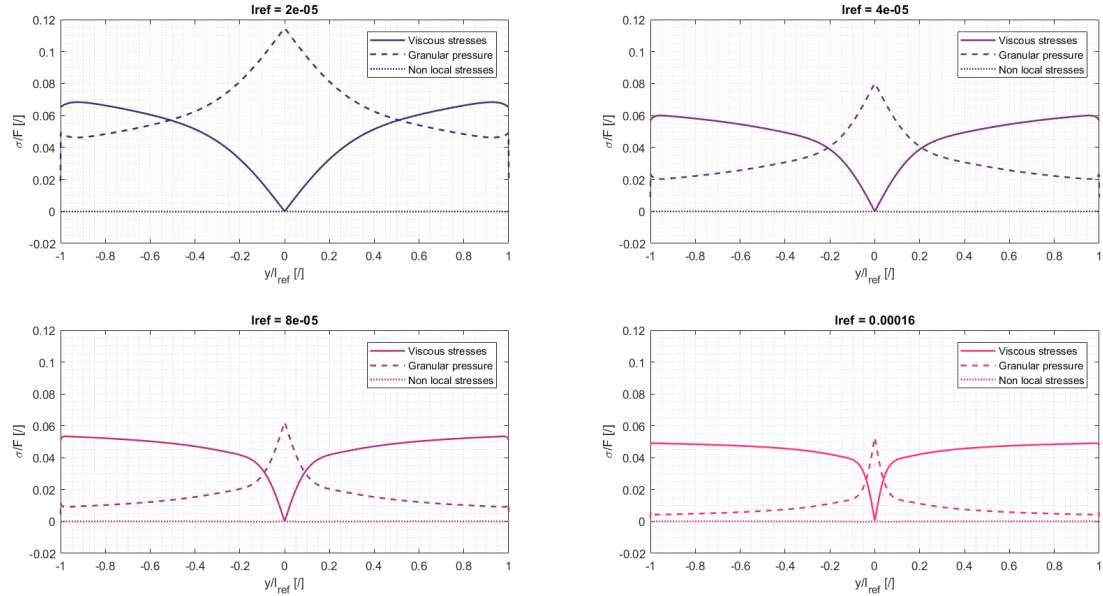 Iref = 2e-05
Viscous stresses
Granular pressure
Non local stresses
0.12
0.1
0.08
0.06
0.04
0.02
0
-0.02
σ/F [/]
-1 -0.8 -0.6 -0.4 -0.2 0 0.2 0.4 0.6 0.8 1
y/l_ref [/]
Iref = 4e-05
Viscous stresses
Granular pressure
Non local stresses
0.12
0.1
0.08
0.06
0.04
0.02
0
-0.02
σ/F [/]
-1 -0.8 -0.6 -0.4 -0.2 0 0.2 0.4 0.6 0.8 1
y/l_ref [/]
Iref = 8e-05
Viscous stresses
Granular pressure
Non local stresses
0.12
0.1
0.08
0.06
0.04
0.02
0
-0.02
σ/F [/]
-1 -0.8 -0.6 -0.4 -0.2 0 0.2 0.4 0.6 0.8 1
y/l_ref [/]
Iref = 0.00016
Viscous stresses
Granular pressure
Non local stresses
0.12
0.1
0.08
0.06
0.04
0.02
0
-0.02
σ/F [/]
-1 -0.8 -0.6 -0.4 -0.2 0 0.2 0.4 0.6 0.8 1
y/l_ref [/]